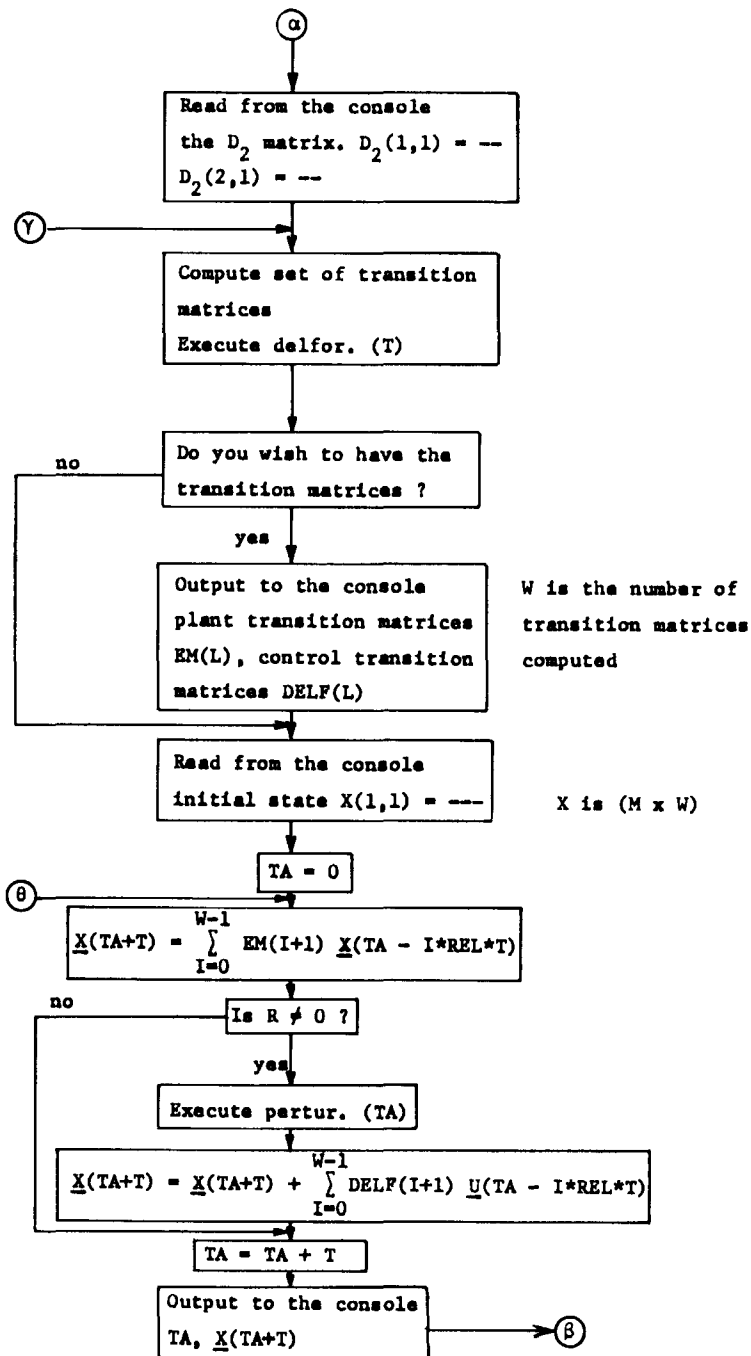 α
Read from the console
the D₂ matrix. D₂(1,1) = --
D₂(2,1) = --
γ
Compute set of transition
matrices
Execute delfor. (T)
no
Do you wish to have the
transition matrices ?
yes
Output to the console
plant transition matrices
EM(L), control transition
matrices DELF(L)
W is the number of
transition matrices
computed
Read from the console
initial state X(1,1) = ---
X is (M x W)
TA = 0
θ
W-1
X(TA+T) = ∑ EM(I+1) X(TA - I*REL*T)
I=0
no
Is R ≠ 0 ?
yes
Execute pertur. (TA)
W-1
X(TA+T) = X(TA+T) + ∑ DELF(I+1) U(TA - I*REL*T)
I=0
TA = TA + T
Output to the console
TA, X(TA+T)
β